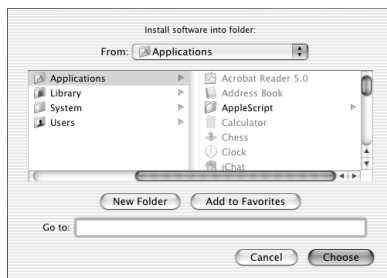 Install software into folder:
From: Applications
Applications
Library
System
Users
Acrobat Reader 5.0
Address Book
AppleScript
Calculator
Chess
Clock
iChat
New Folder
Add to Favorites
Go to:
Cancel
Choose